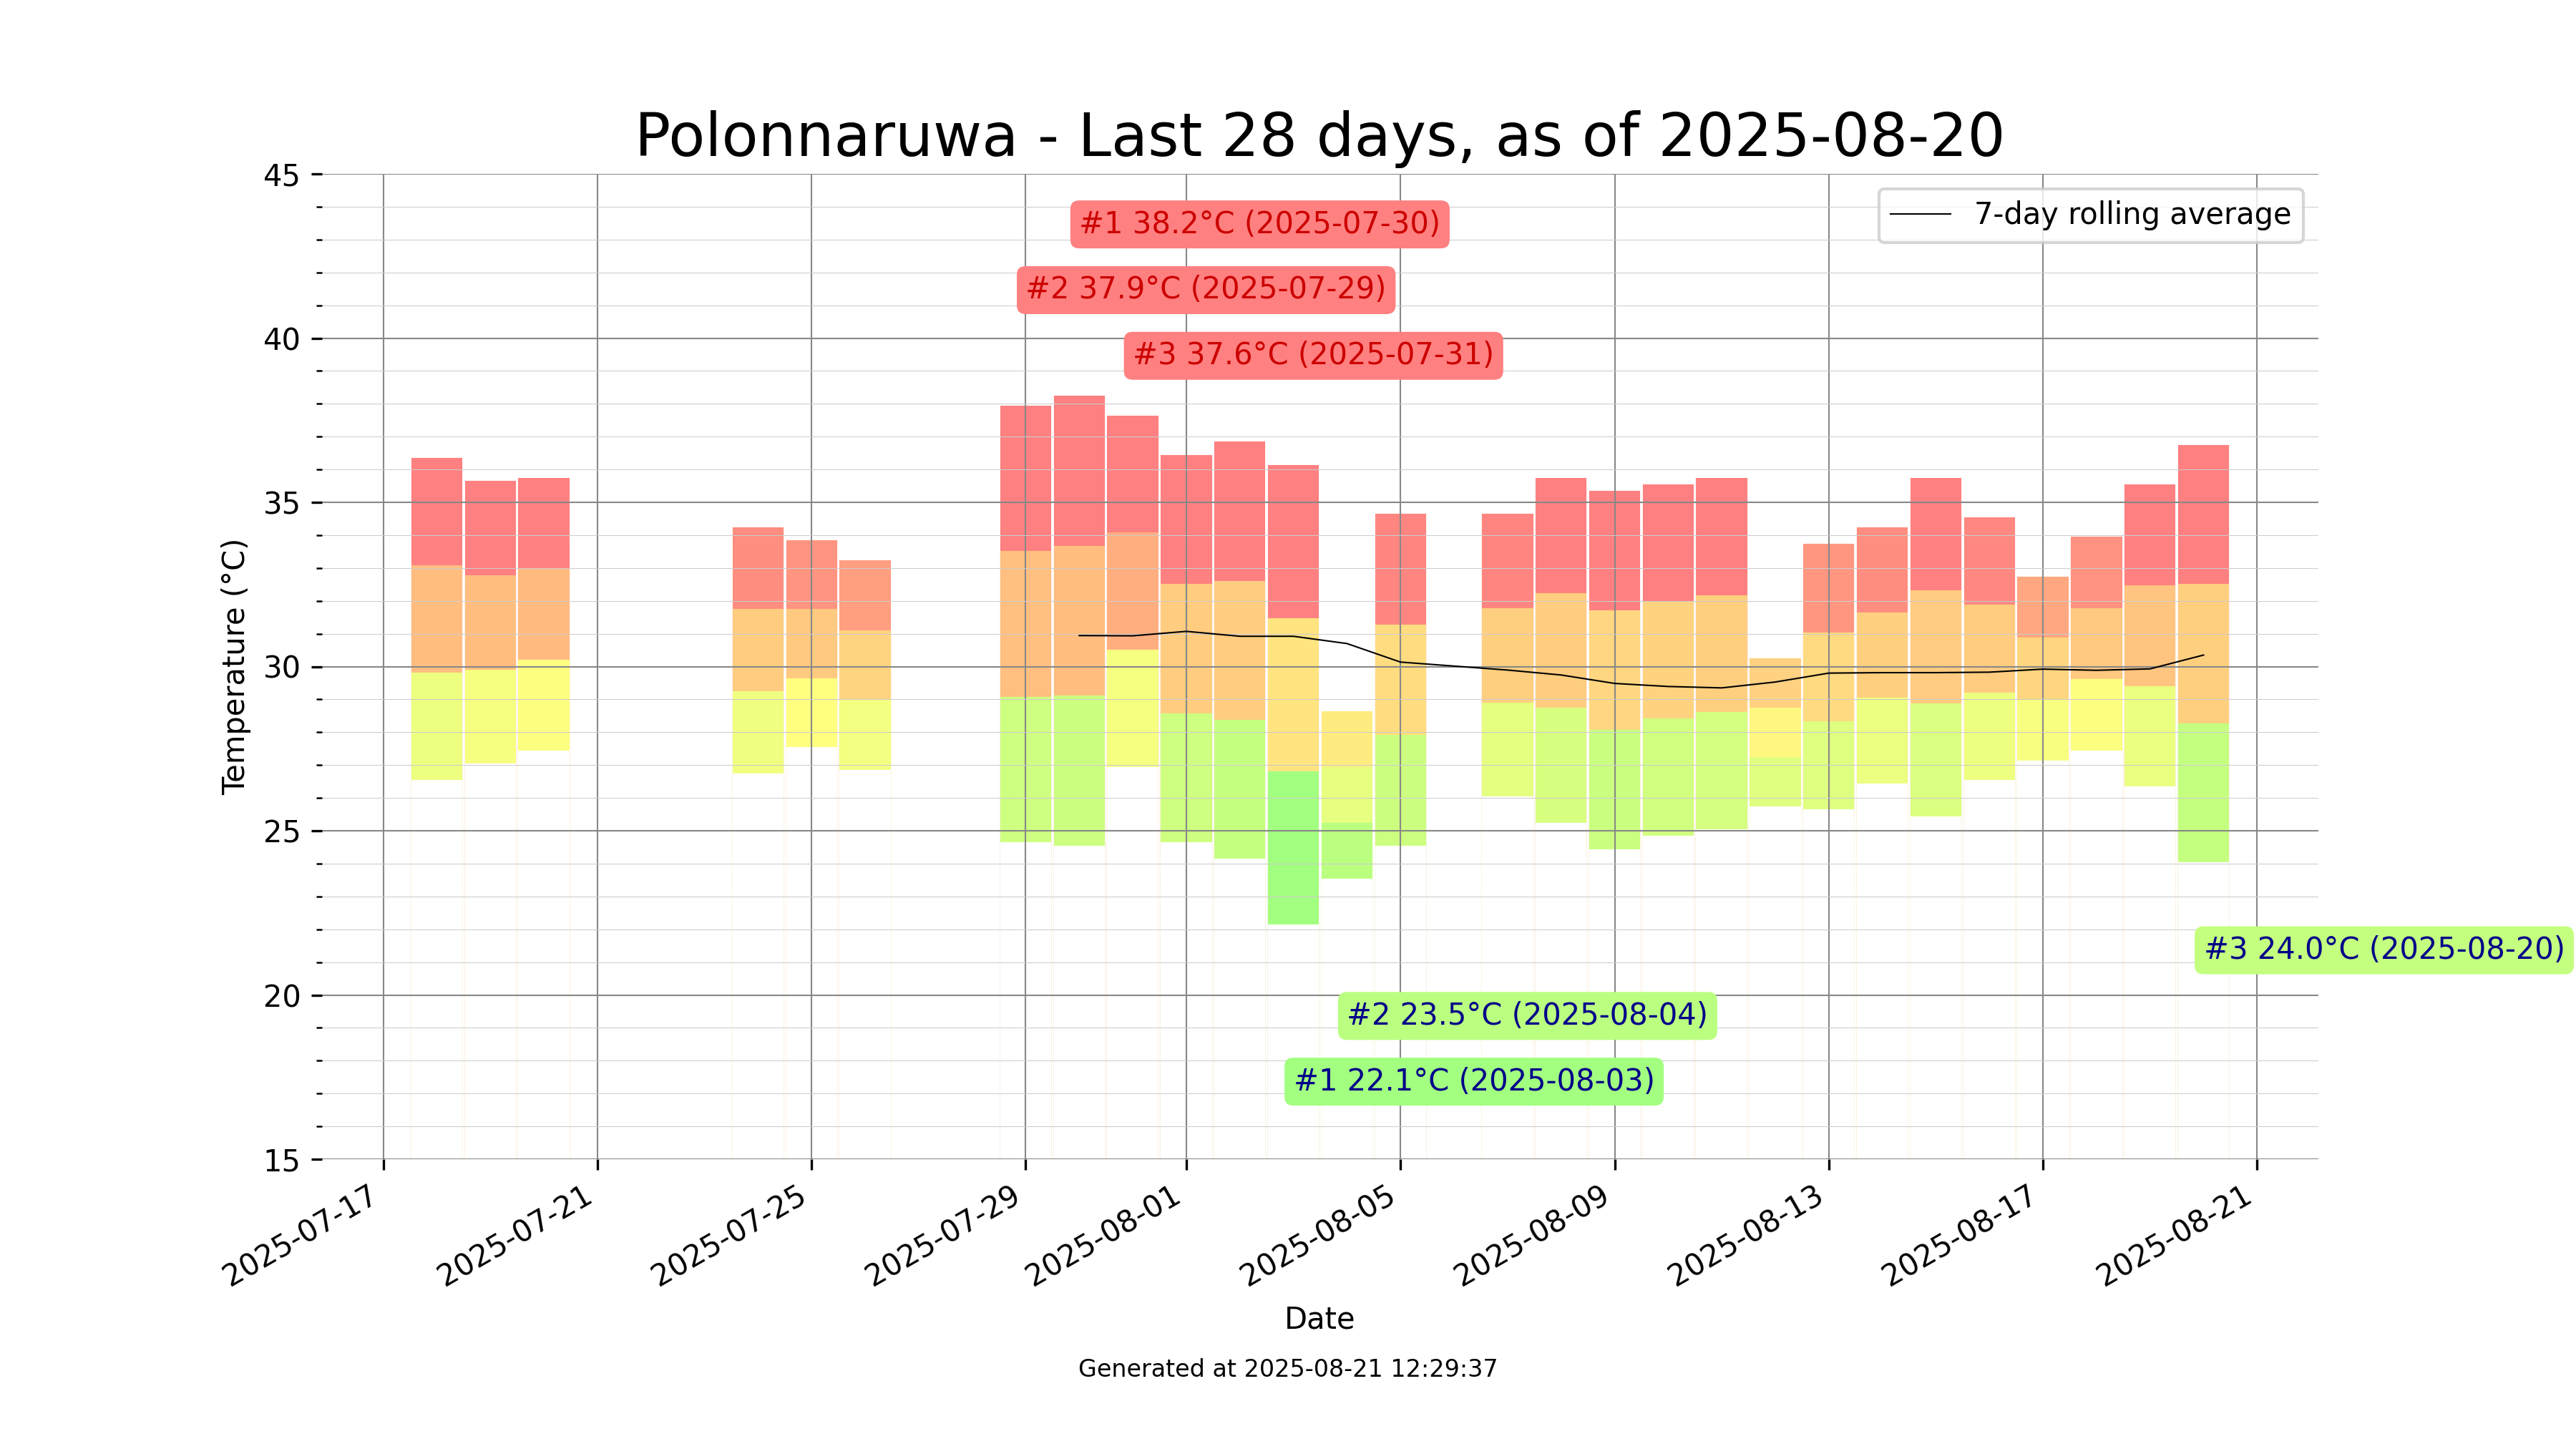 Polonnaruwa - Last 28 days, as of 2025-08-20
45
40
35
30
25
20
15
Temperature (°C)
7-day rolling average
#1 38.2°C (2025-07-30)
#2 37.9°C (2025-07-29)
#3 37.6°C (2025-07-31)
#3 24.0°C (2025-08-20)
#2 23.5°C (2025-08-04)
#1 22.1°C (2025-08-03)
2025-07-17
2025-07-21
2025-07-25
2025-07-29
2025-08-01
2025-08-05
2025-08-09
2025-08-13
2025-08-17
2025-08-21
Date
Generated at 2025-08-21 12:29:37